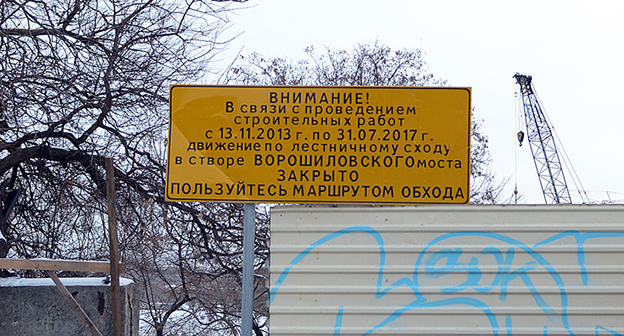 ВНИМАНИЕ!
В связи с проведением
строительных работ
с 13.11.2013 г. по 31.07.2017 г.
движение по лестничному сходу
в створе ВОРОШИЛОВСКОГО моста
ЗАКРЫТО
ПОЛЬЗУЙТЕСЬ МАРШРУТОМ ОБХОДА